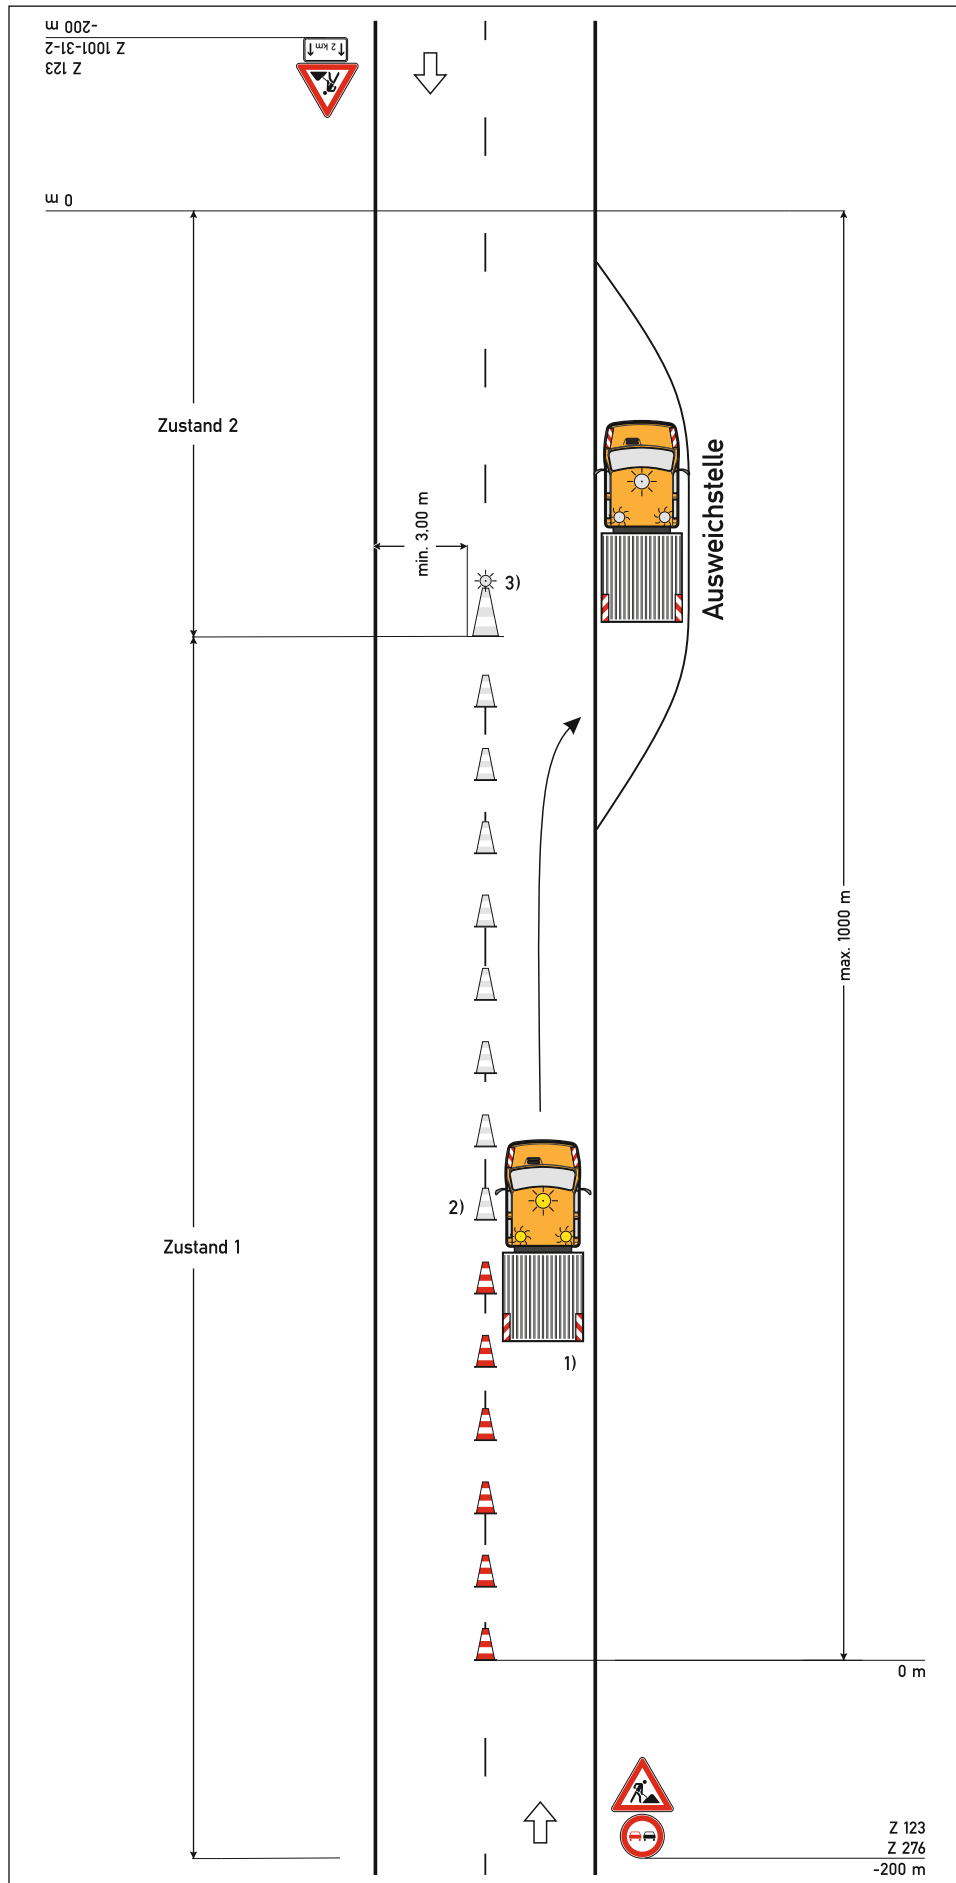 -200 m
Z 1001-31-2
Z 123
2 km
0 m
Zustand 2
min. 3,00 m
3)
Ausweichstelle
max. 1000 m
2)
Zustand 1
1)
0 m
Z 123
Z 276
-200 m